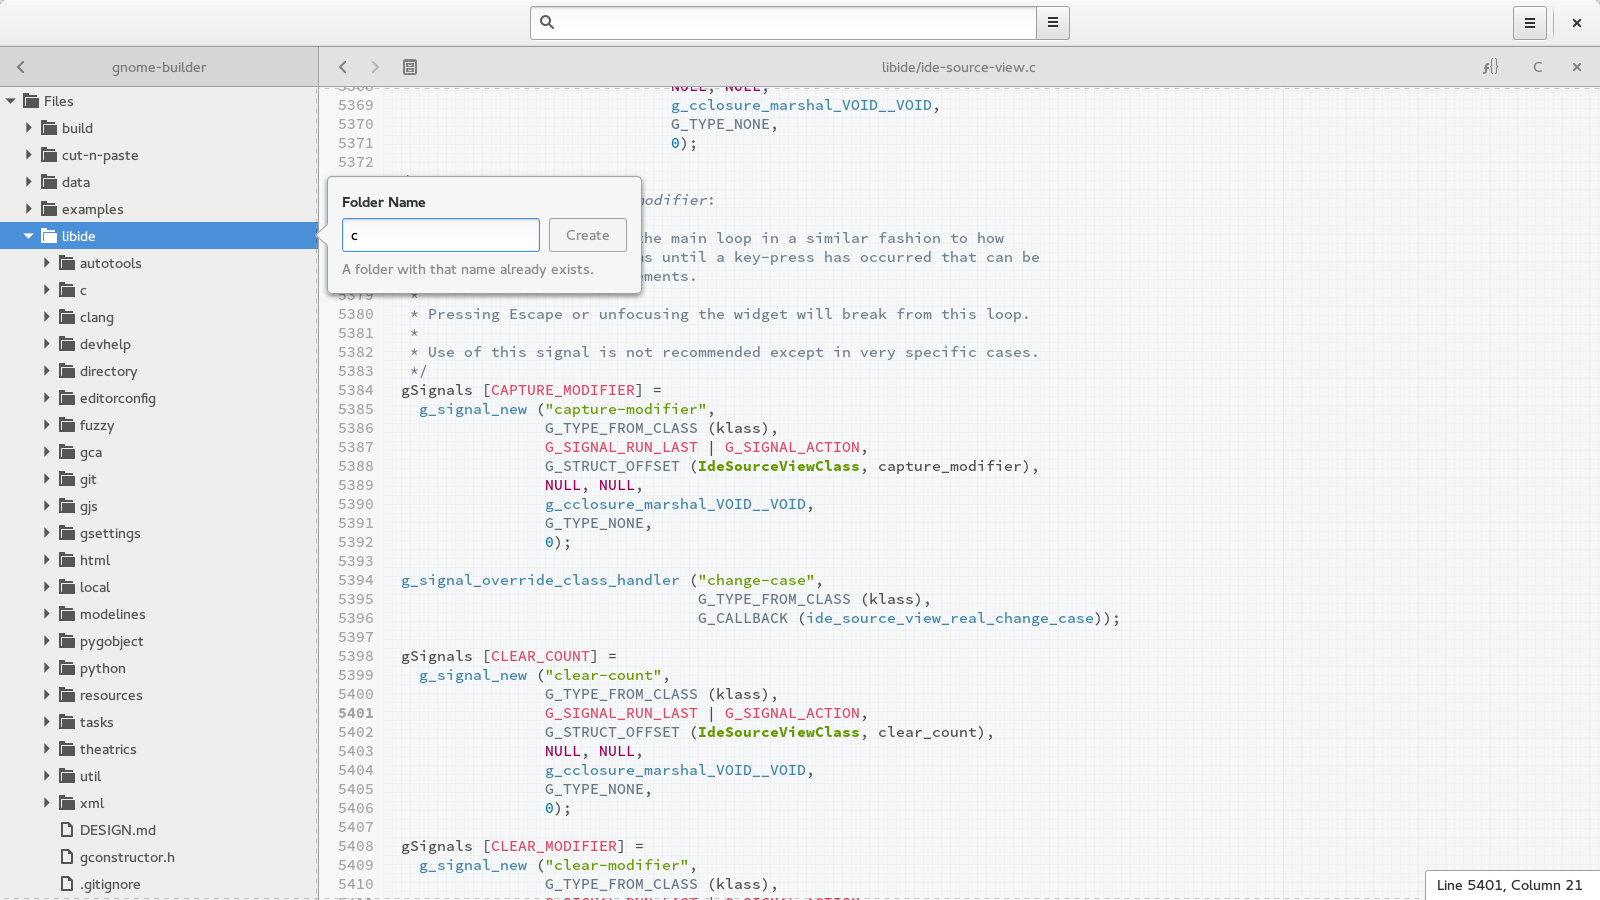 gnome-builder
libide/ide-source-view.c
C
Files
build
cut-n-paste
data
examples
libide
autotools
c
clang
devhelp
directory
editorconfig
fuzzy
gca
git
gjs
gsettings
html
local
modelines
pygobject
python
resources
tasks
theatrics
util
xml
DESIGN.md
gconstructor.h
.gitignore
Folder Name
c
Create
A folder with that name already exists.
5368 NULL, NULL,
5369 g_cclosure_marshal_VOID__VOID,
5370 G_TYPE_NONE,
5371 0);
5372
modifier:
the main loop in a similar fashion to how
s until a key-press has occurred that can be
ements.
5379 *
5380 * Pressing Escape or unfocusing the widget will break from this loop.
5381 *
5382 * Use of this signal is not recommended except in very specific cases.
5383 */
5384 gSignals [CAPTURE_MODIFIER] =
5385 g_signal_new ("capture-modifier",
5386 G_TYPE_FROM_CLASS (klass),
5387 G_SIGNAL_RUN_LAST | G_SIGNAL_ACTION,
5388 G_STRUCT_OFFSET (IdeSourceViewClass, capture_modifier),
5389 NULL, NULL,
5390 g_cclosure_marshal_VOID__VOID,
5391 G_TYPE_NONE,
5392 0);
5393
5394 g_signal_override_class_handler ("change-case",
5395 G_TYPE_FROM_CLASS (klass),
5396 G_CALLBACK (ide_source_view_real_change_case));
5397
5398 gSignals [CLEAR_COUNT] =
5399 g_signal_new ("clear-count",
5400 G_TYPE_FROM_CLASS (klass),
5401 G_SIGNAL_RUN_LAST | G_SIGNAL_ACTION,
5402 G_STRUCT_OFFSET (IdeSourceViewClass, clear_count),
5403 NULL, NULL,
5404 g_cclosure_marshal_VOID__VOID,
5405 G_TYPE_NONE,
5406 0);
5407
5408 gSignals [CLEAR_MODIFIER] =
5409 g_signal_new ("clear-modifier",
5410 G_TYPE_FROM_CLASS (klass),
G_SIGNAL_RUN_LAST | G_SIGNAL_ACTION,
Line 5401, Column 21